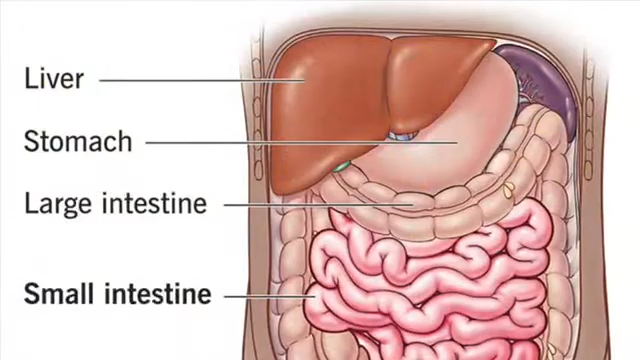 Liver
Stomach
Large intestine
Small intestine